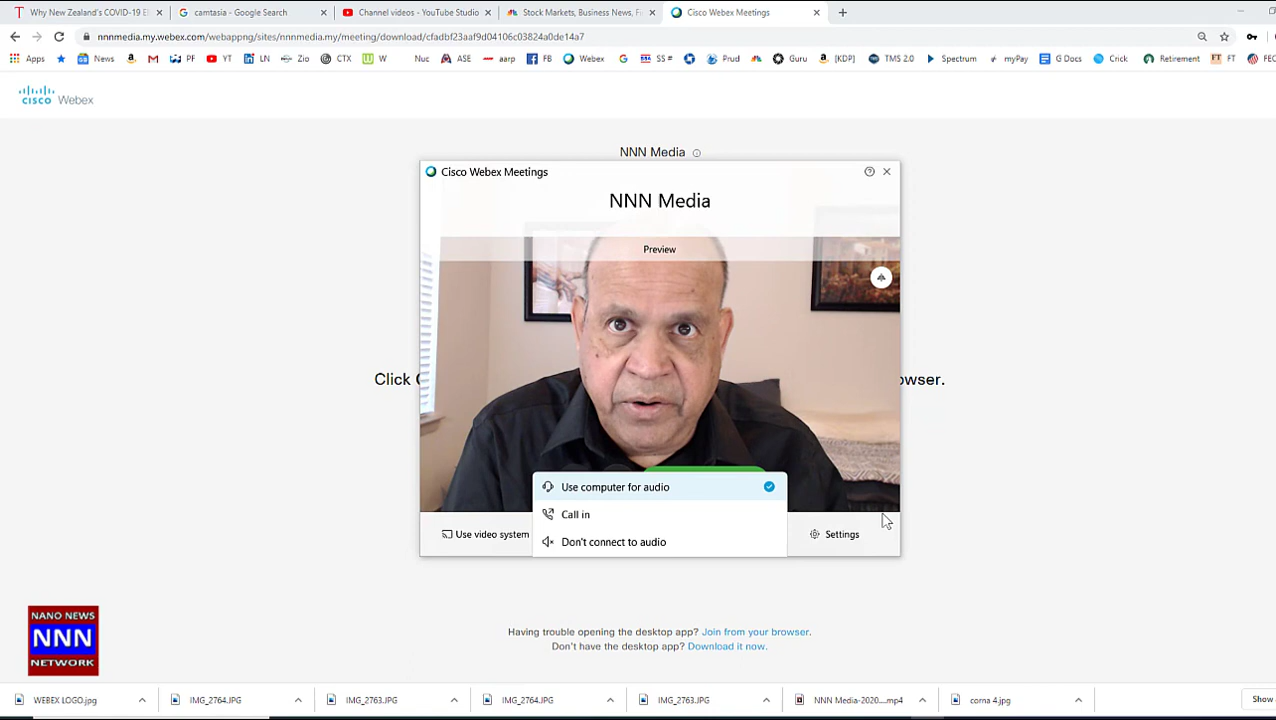 Why New Zealand's COVID-19 El
camtasia - Google Search
Channel videos - YouTube Studio
Stock Markets, Business News, Fi
Cisco Webex Meetings
nnnmedia.my.webex.com/webappng/sites/nnnmedia.my/meeting/download/cfadbf23aaf9d04106c03824a0de14a7
Apps News PF YT LN Zio CTX W Nuc ASE aarp FB Webex SS # Prud Guru [KDP] TMS 2.0 Spectrum myPay G Docs Crick Retirement FT FEC
CISCO Webex
NNN Media
Cisco Webex Meetings
NNN Media
Preview
Click
owser.
Use computer for audio
Call in
Don't connect to audio
Use video system
Settings
NANO NEWS
NNN
NETWORK
Having trouble opening the desktop app? Join from your browser.
Don't have the desktop app? Download it now.
WEBEX LOGO.jpg
IMG_2764.JPG
IMG_2763.JPG
IMG_2764.JPG
IMG_2763.JPG
NNN Media-2020....mp4
corna 4.jpg
Show